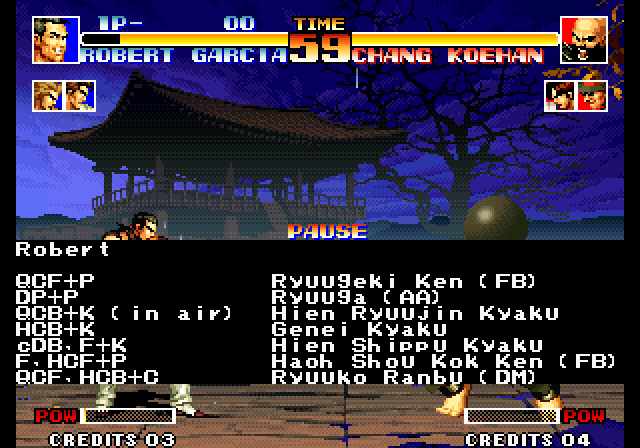 1P- 00 TIME
59
ROBERT GARCIA CHANG KOEHAN
PAUSE
Robert
QCF+P Ryuugeki Ken (FB)
DP+P Ryuuga (AA)
QCB+K (in air) Hien Ryuujin Kyaku
HCB+K Genei Kyaku
cDB,F+K Hien Shippu Kyaku
F,HCF+P Haoh Shou Kok Ken (FB)
QCF,HCB+C Ryuuko Ranbu (DM)
POW POW
CREDITS 03 CREDITS 04